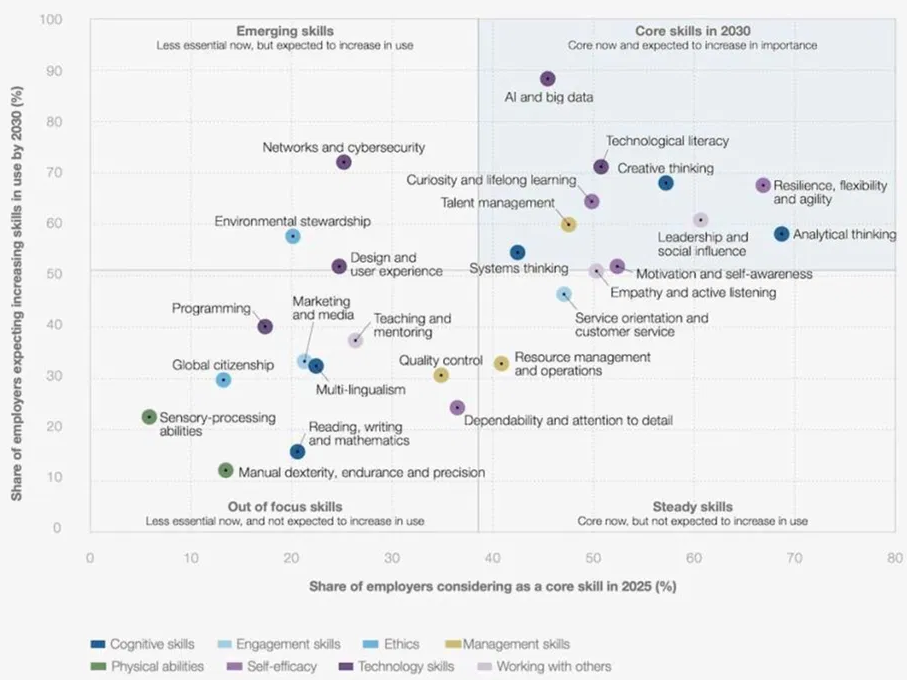 100
90
80
70
60
50
40
30
20
10
0
Share of employers expecting increasing skills in use by 2030 (%)
Emerging skills
Less essential now, but expected to increase in use
Core skills in 2030
Core now and expected to increase in importance
AI and big data
Networks and cybersecurity
Technological literacy
Creative thinking
Curiosity and lifelong learning
Resilience, flexibility
and agility
Talent management
Environmental stewardship
Leadership and
social influence
Analytical thinking
Design and
user experience
Systems thinking
Motivation and self-awareness
Empathy and active listening
Service orientation and
customer service
Programming
Marketing
and media
Teaching and
mentoring
Global citizenship
Multi-lingualism
Quality control
Resource management
and operations
Dependability and attention to detail
Sensory-processing
abilities
Reading, writing
and mathematics
Manual dexterity, endurance and precision
Out of focus skills
Less essential now, and not expected to increase in use
Steady skills
Core now, but not expected to increase in use
0 10 20 30 40 50 60 70 80
Share of employers considering as a core skill in 2025 (%)
Cognitive skills Engagement skills Ethics Management skills
Physical abilities Self-efficacy Technology skills Working with others